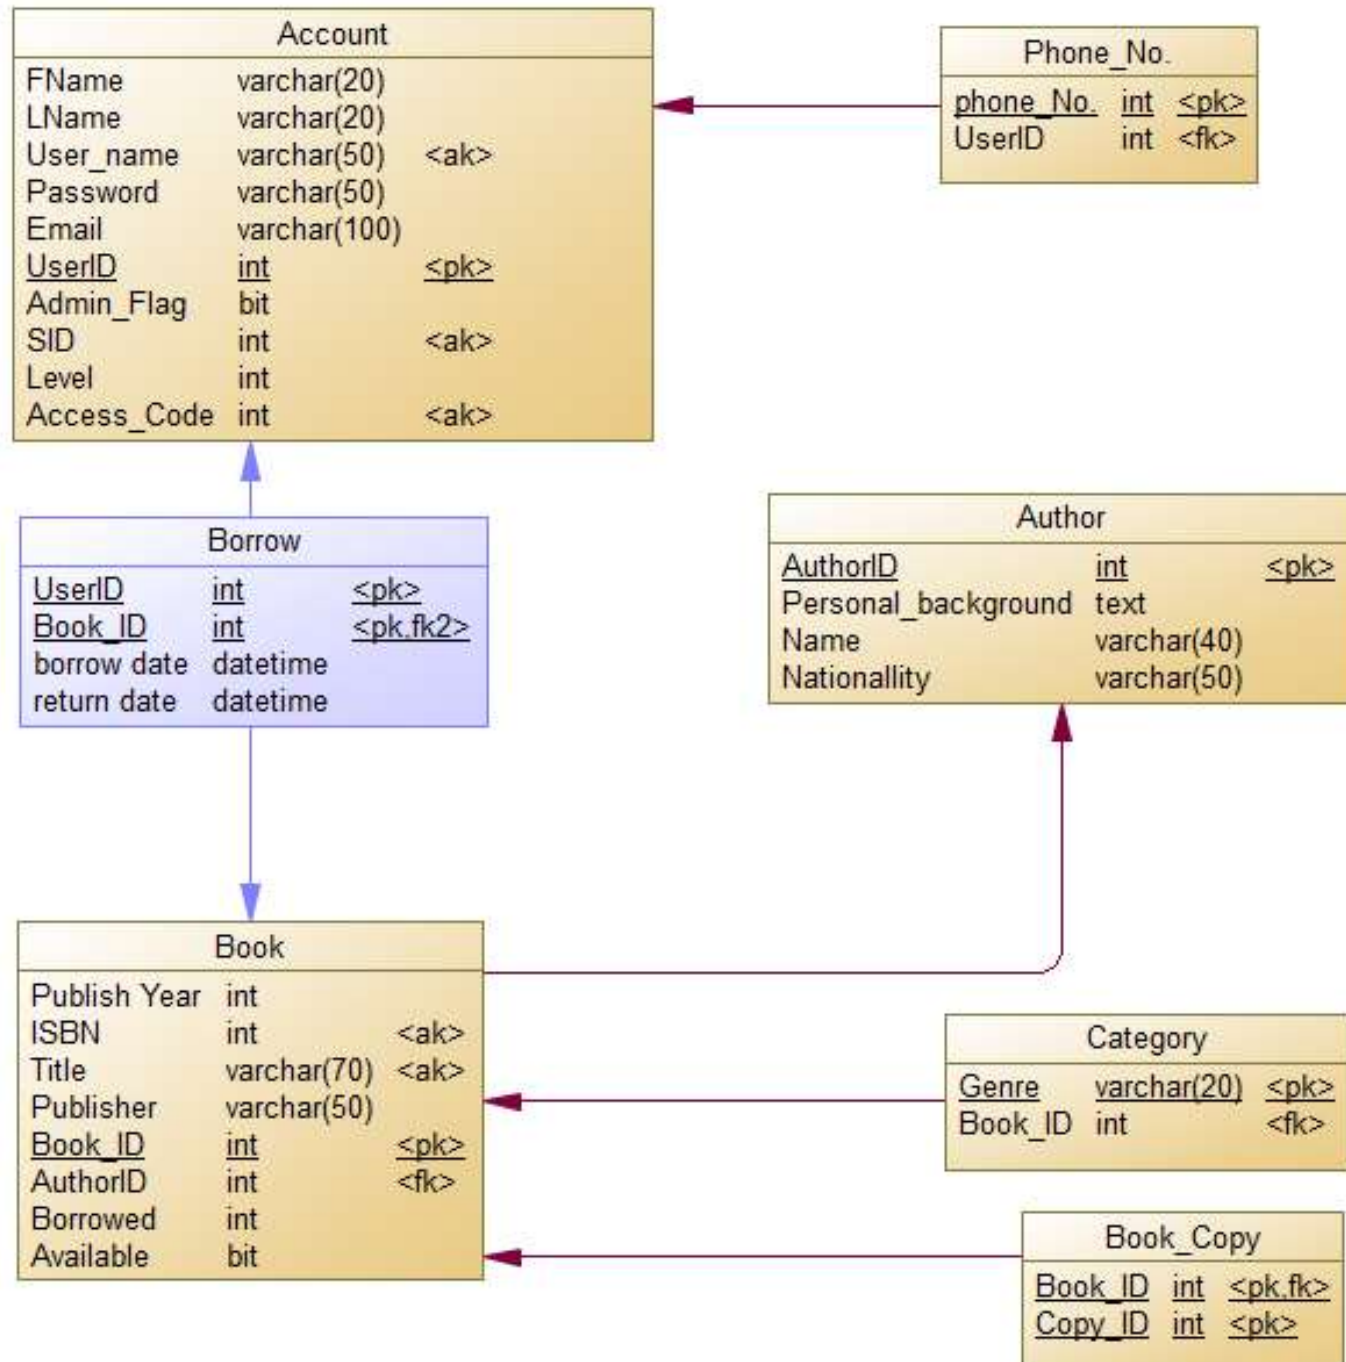 Account
FName varchar(20)
LName varchar(20)
User_name varchar(50) <ak>
Password varchar(50)
Email varchar(100)
UserID int <pk>
Admin_Flag bit
SID int <ak>
Level int
Access_Code int <ak>
Phone_No.
phone_No. int <pk>
UserID int <fk>
Borrow
UserID int <pk>
Book_ID int <pk,fk2>
borrow date datetime
return date datetime
Author
AuthorID int <pk>
Personal_background text
Name varchar(40)
Nationallity varchar(50)
Book
Publish Year int
ISBN int <ak>
Title varchar(70) <ak>
Publisher varchar(50)
Book_ID int <pk>
AuthorID int <fk>
Borrowed int
Available bit
Category
Genre varchar(20) <pk>
Book_ID int <fk>
Book_Copy
Book_ID int <pk,fk>
Copy_ID int <pk>